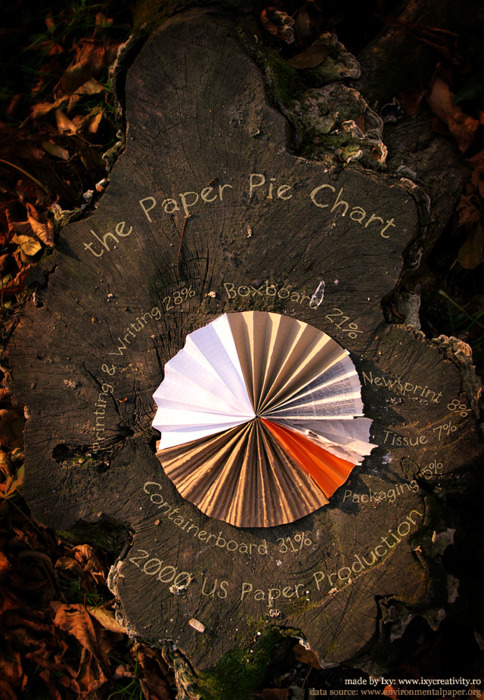 the Paper Pie Chart
Printing & Writing 28%
Boxboard 21%
Newsprint 8%
Tissue 7%
Packaging 5%
Containerboard 31%
2000 US Paper Production
made by Ixy: www.ixycreativity.ro
data source: www.environmentalpaper.org